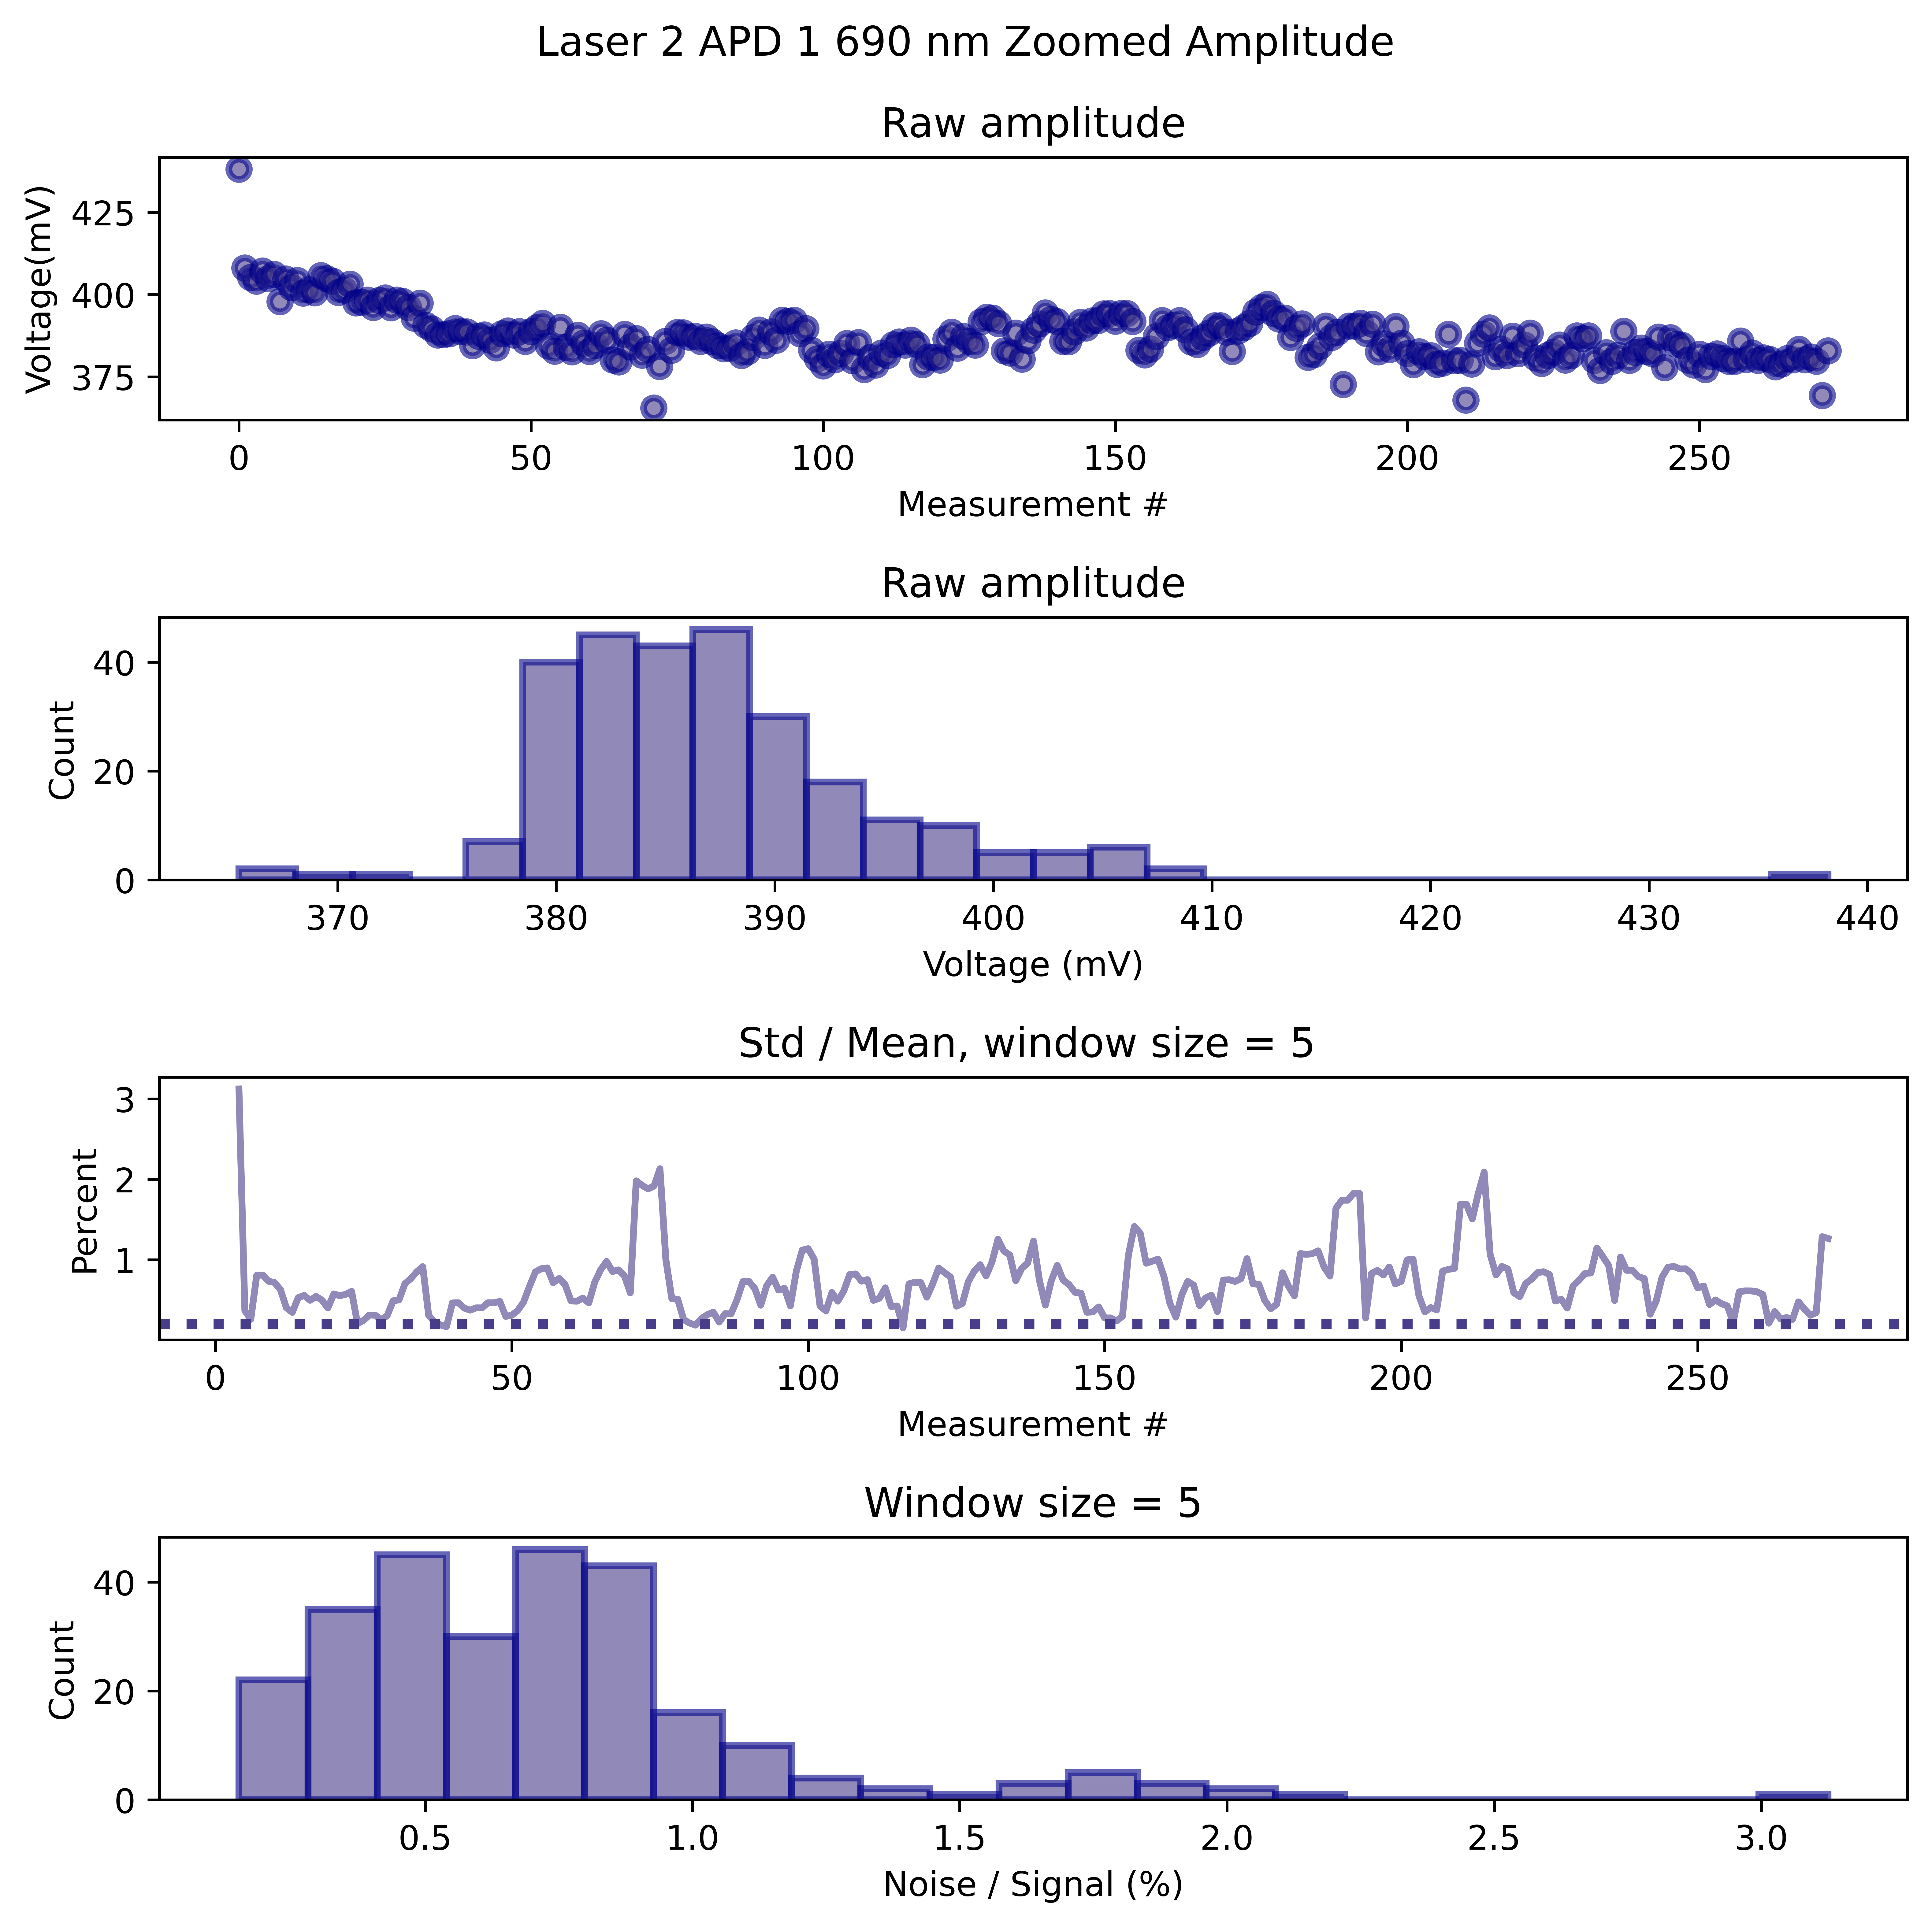 Laser 2 APD 1 690 nm Zoomed Amplitude
Raw amplitude
Voltage(mV)
425
400
375
0 50 100 150 200 250
Measurement #
Raw amplitude
Count
40
20
0
370 380 390 400 410 420 430 440
Voltage (mV)
Std / Mean, window size = 5
Percent
3
2
1
0 50 100 150 200 250
Measurement #
Window size = 5
Count
40
20
0
0.5 1.0 1.5 2.0 2.5 3.0
Noise / Signal (%)